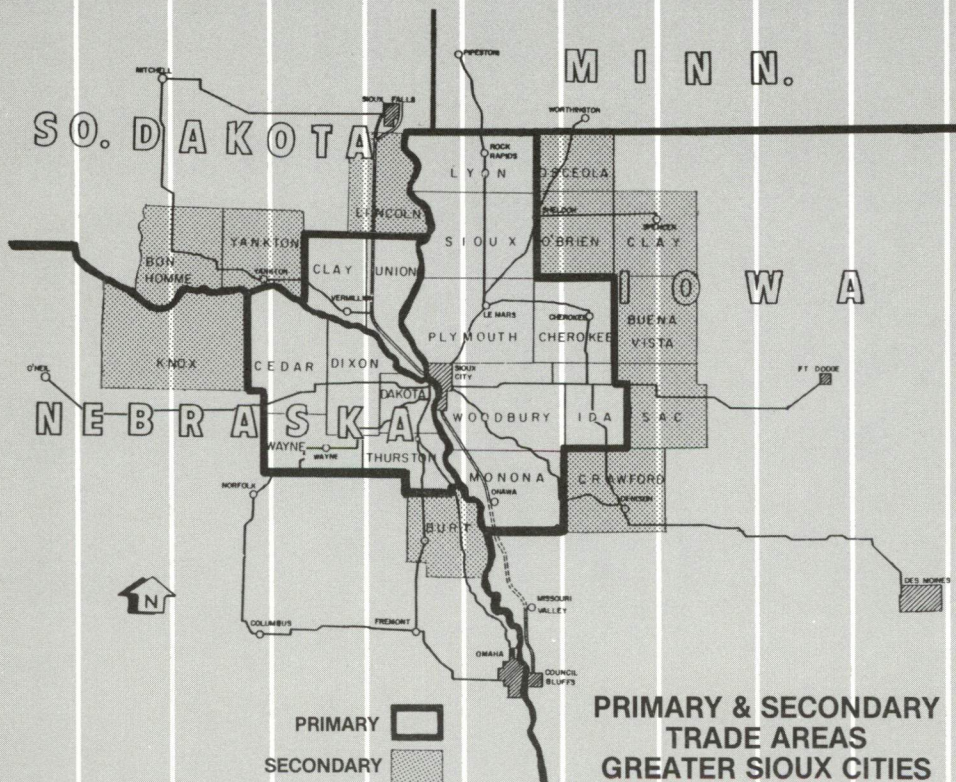 MINN.
PIPESTONE
MITCHELL
SIOUX FALLS
WORTHINGTON
SO. DAKOTA
ROCK RAPIDS
LYON
OSCEOLA
LINCOLN
SHELDON
SPENCER
YANKTON
BON HOMME
SIOUX
O'BRIEN
CLAY
CLAY
UNION
YANKTON
VERMILLION
IOWA
LE MARS
CHEROKEE
BUENA VISTA
PLYMOUTH
CHEROKEE
KNOX
CEDAR
DIXON
O'NEIL
SIOUX CITY
FT. DODGE
DAKOTA
NEBRASKA
WOODBURY
IDA
SAC
WAYNE
WAYNE
THURSTON
MONONA
CRAWFORD
NORFOLK
ONAWA
DENISON
BURT
DES MOINES
N
MISSOURI VALLEY
COLUMBUS
FREMONT
OMAHA
COUNCIL BLUFFS
PRIMARY
SECONDARY
PRIMARY & SECONDARY
TRADE AREAS
GREATER SIOUX CITIES